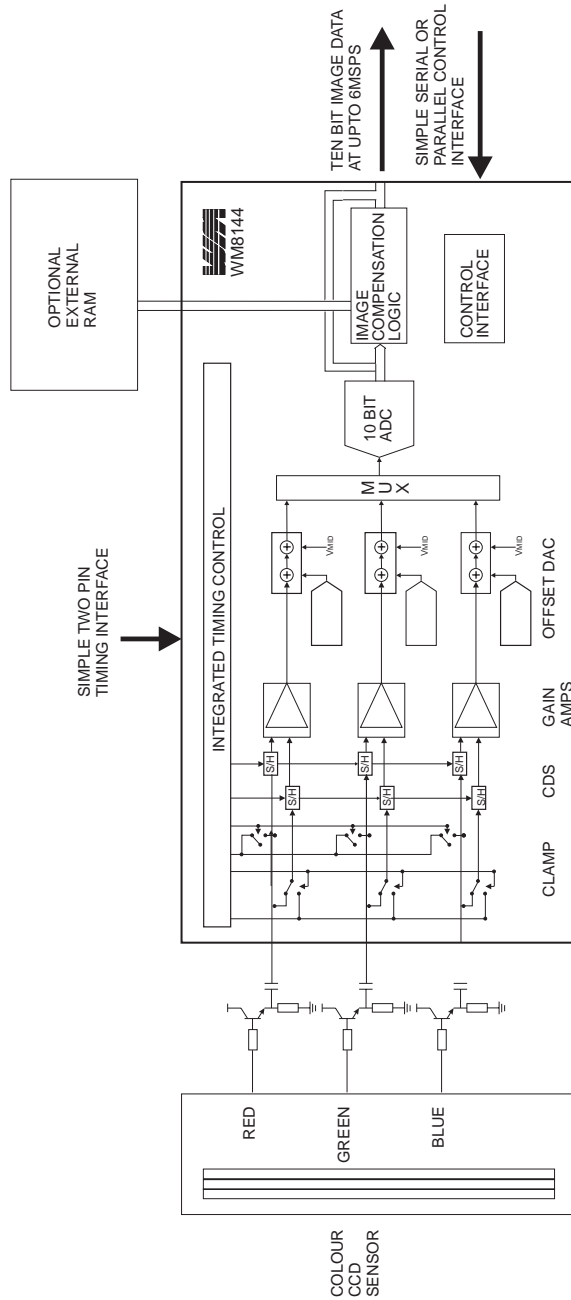 COLOUR
CCD
SENSOR
RED
GREEN
BLUE
SIMPLE TWO PIN
TIMING INTERFACE
OPTIONAL
EXTERNAL
RAM
INTEGRATED TIMING CONTROL
WM8144
S/H
S/H
S/H
S/H
S/H
S/H
VMID
VMID
VMID
M
U
X
10 BIT
ADC
IMAGE
COMPENSATION
LOGIC
CONTROL
INTERFACE
CLAMP
CDS
GAIN
AMPS
OFFSET DAC
TEN BIT IMAGE DATA
AT UPTO 6MSPS
SIMPLE SERIAL OR
PARALLEL CONTROL
INTERFACE